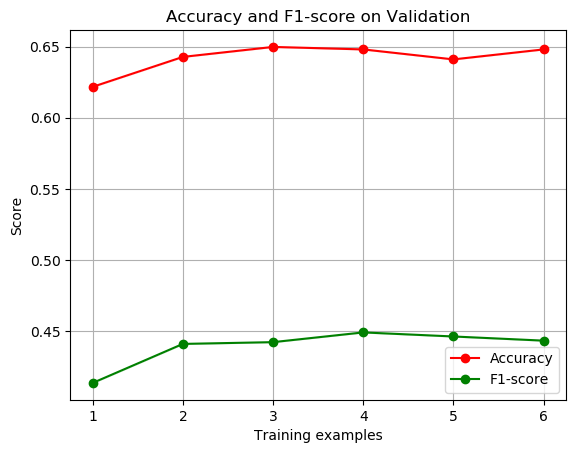 Accuracy and F1-score on Validation
0.65
0.60
0.55
0.50
0.45
Score
1 2 3 4 5 6
Training examples
Accuracy
F1-score